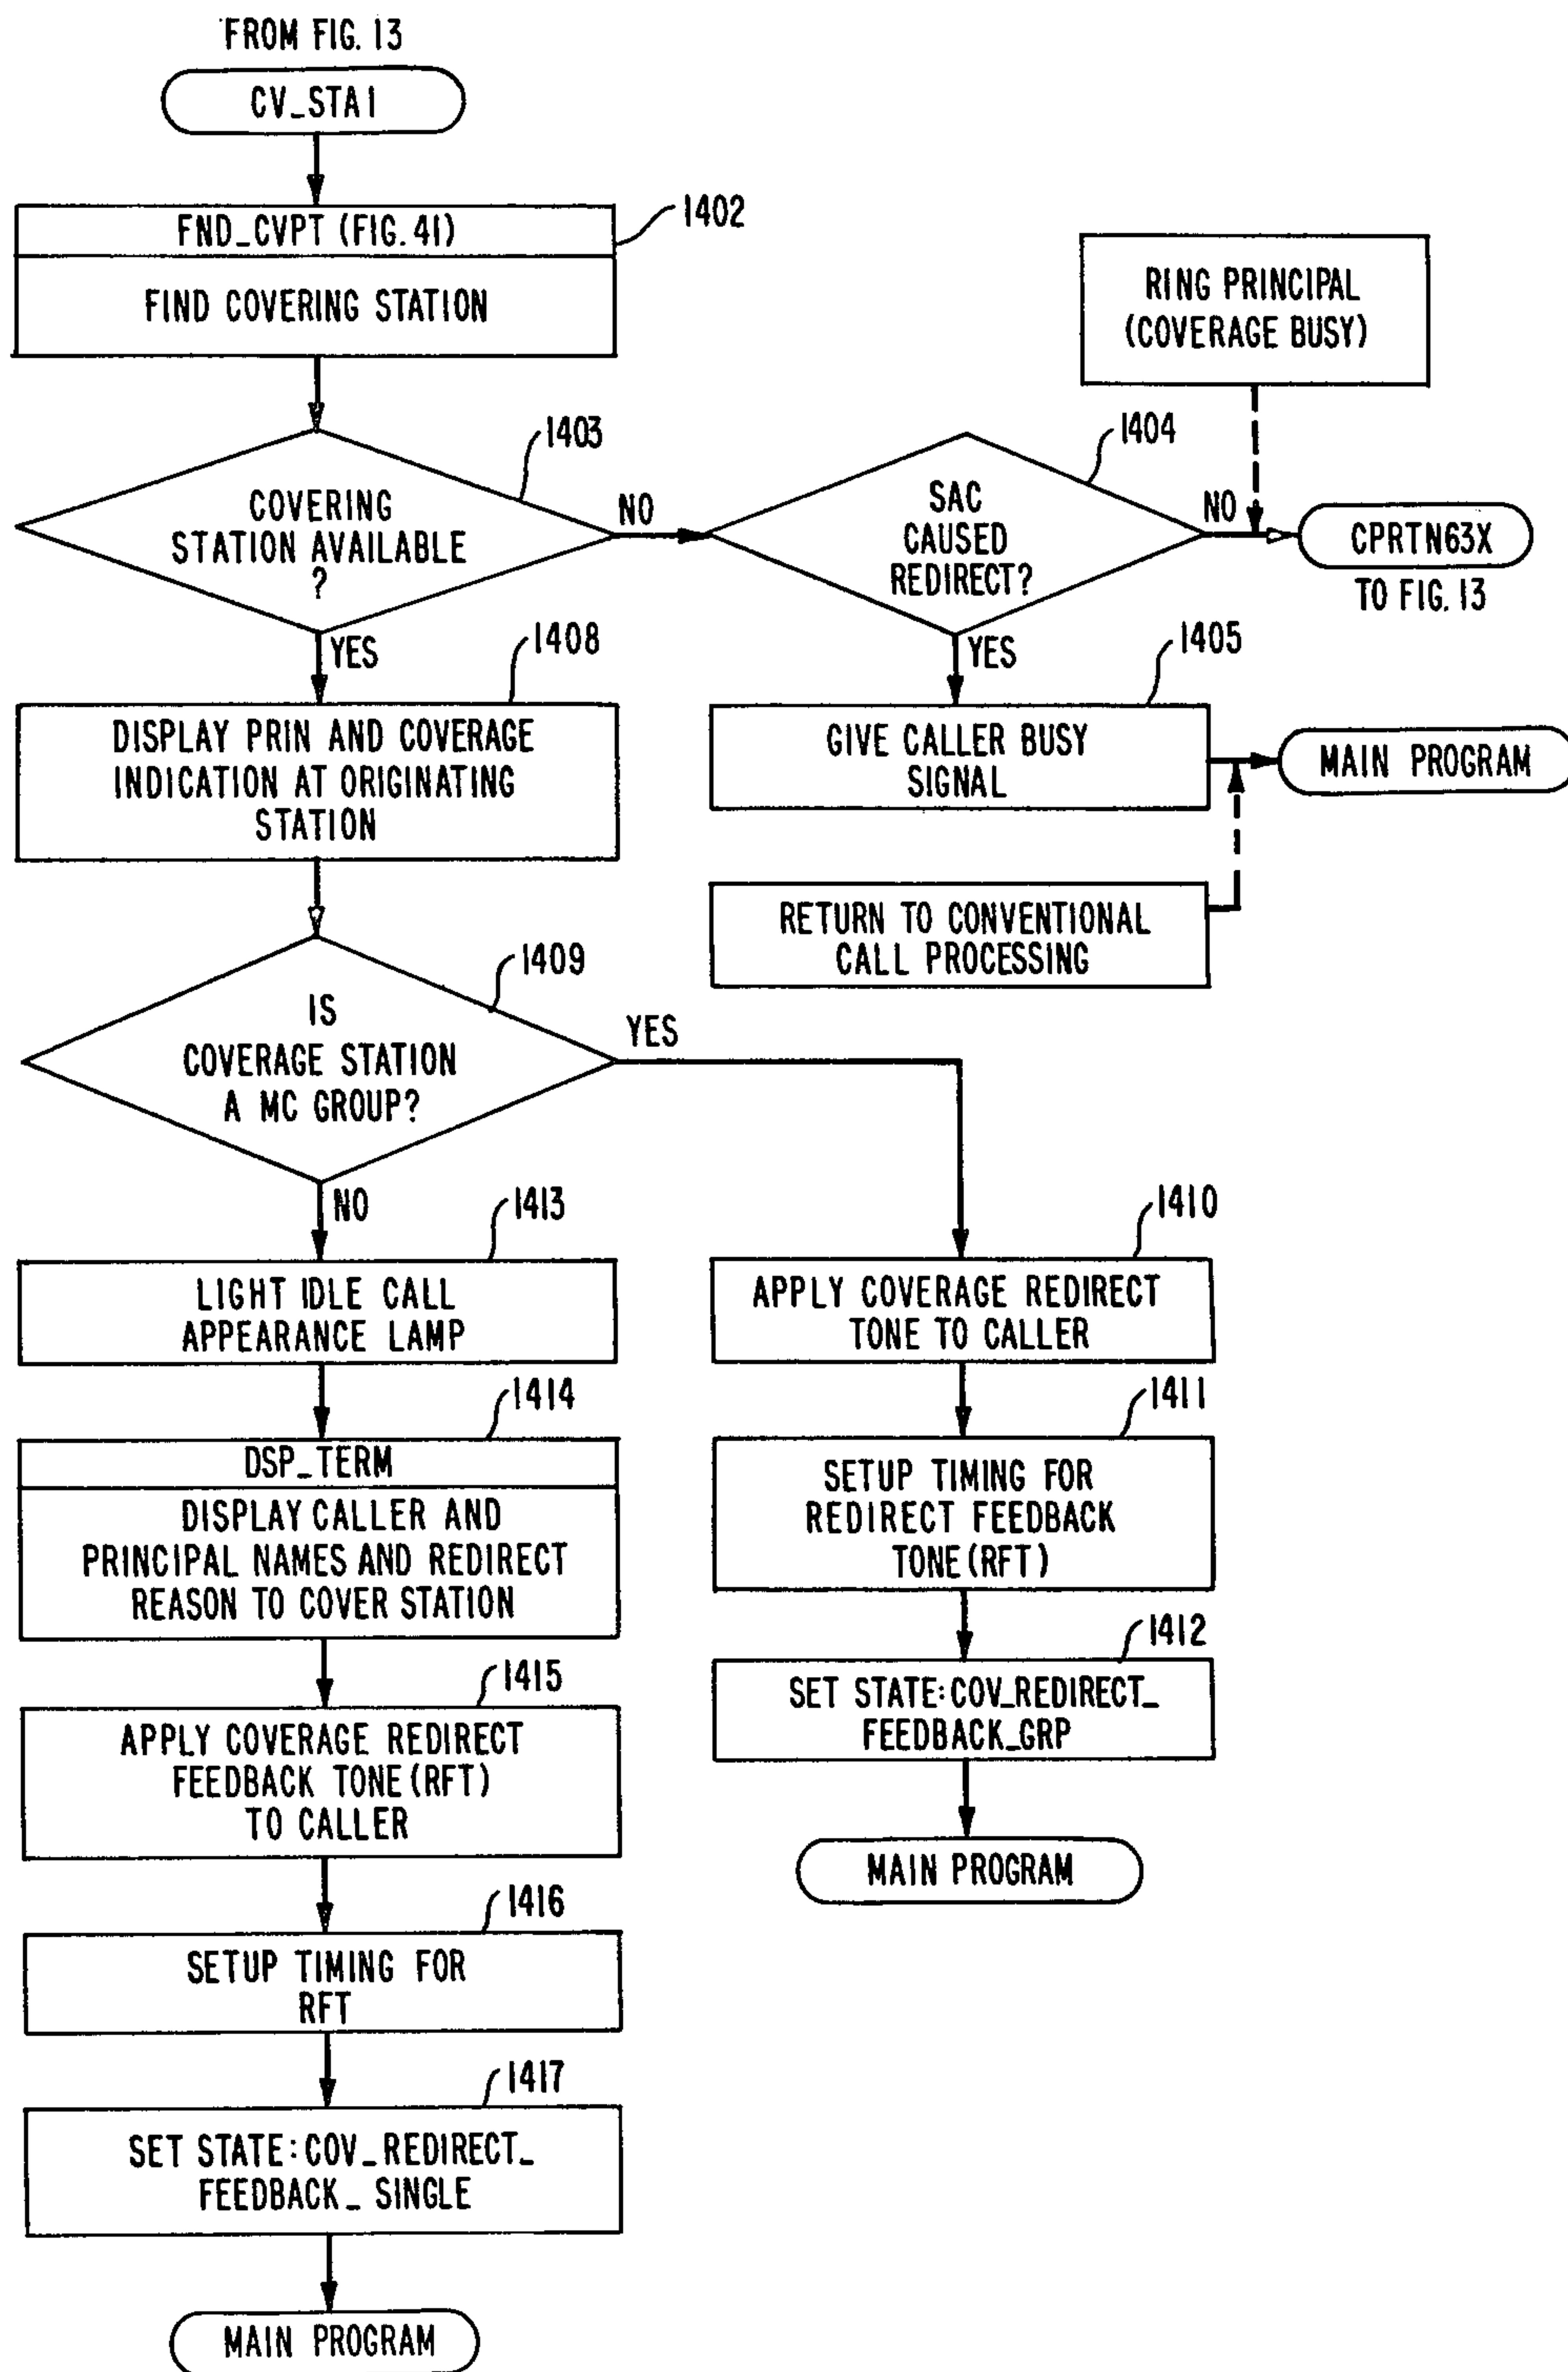 FROM FIG. 13
CV_STA1
FND_CVPT (FIG. 41)
1402
FIND COVERING STATION
RING PRINCIPAL
(COVERAGE BUSY)
1403
COVERING
STATION AVAILABLE
?
NO
YES
1404
SAC
CAUSED
REDIRECT?
NO
CPRTN63X
TO FIG. 13
YES
1405
GIVE CALLER BUSY
SIGNAL
MAIN PROGRAM
RETURN TO CONVENTIONAL
CALL PROCESSING
1408
DISPLAY PRIN AND COVERAGE
INDICATION AT ORIGINATING
STATION
1409
IS
COVERAGE STATION
A MC GROUP?
YES
NO
1413
LIGHT IDLE CALL
APPEARANCE LAMP
1414
DSP_TERM
DISPLAY CALLER AND
PRINCIPAL NAMES AND REDIRECT
REASON TO COVER STATION
1415
APPLY COVERAGE REDIRECT
FEEDBACK TONE (RFT)
TO CALLER
1416
SETUP TIMING FOR
RFT
1417
SET STATE: COV_REDIRECT_
FEEDBACK_ SINGLE
MAIN PROGRAM
1410
APPLY COVERAGE REDIRECT
TONE TO CALLER
1411
SETUP TIMING FOR
REDIRECT FEEDBACK
TONE (RFT)
1412
SET STATE: COV_REDIRECT_
FEEDBACK_GRP
MAIN PROGRAM